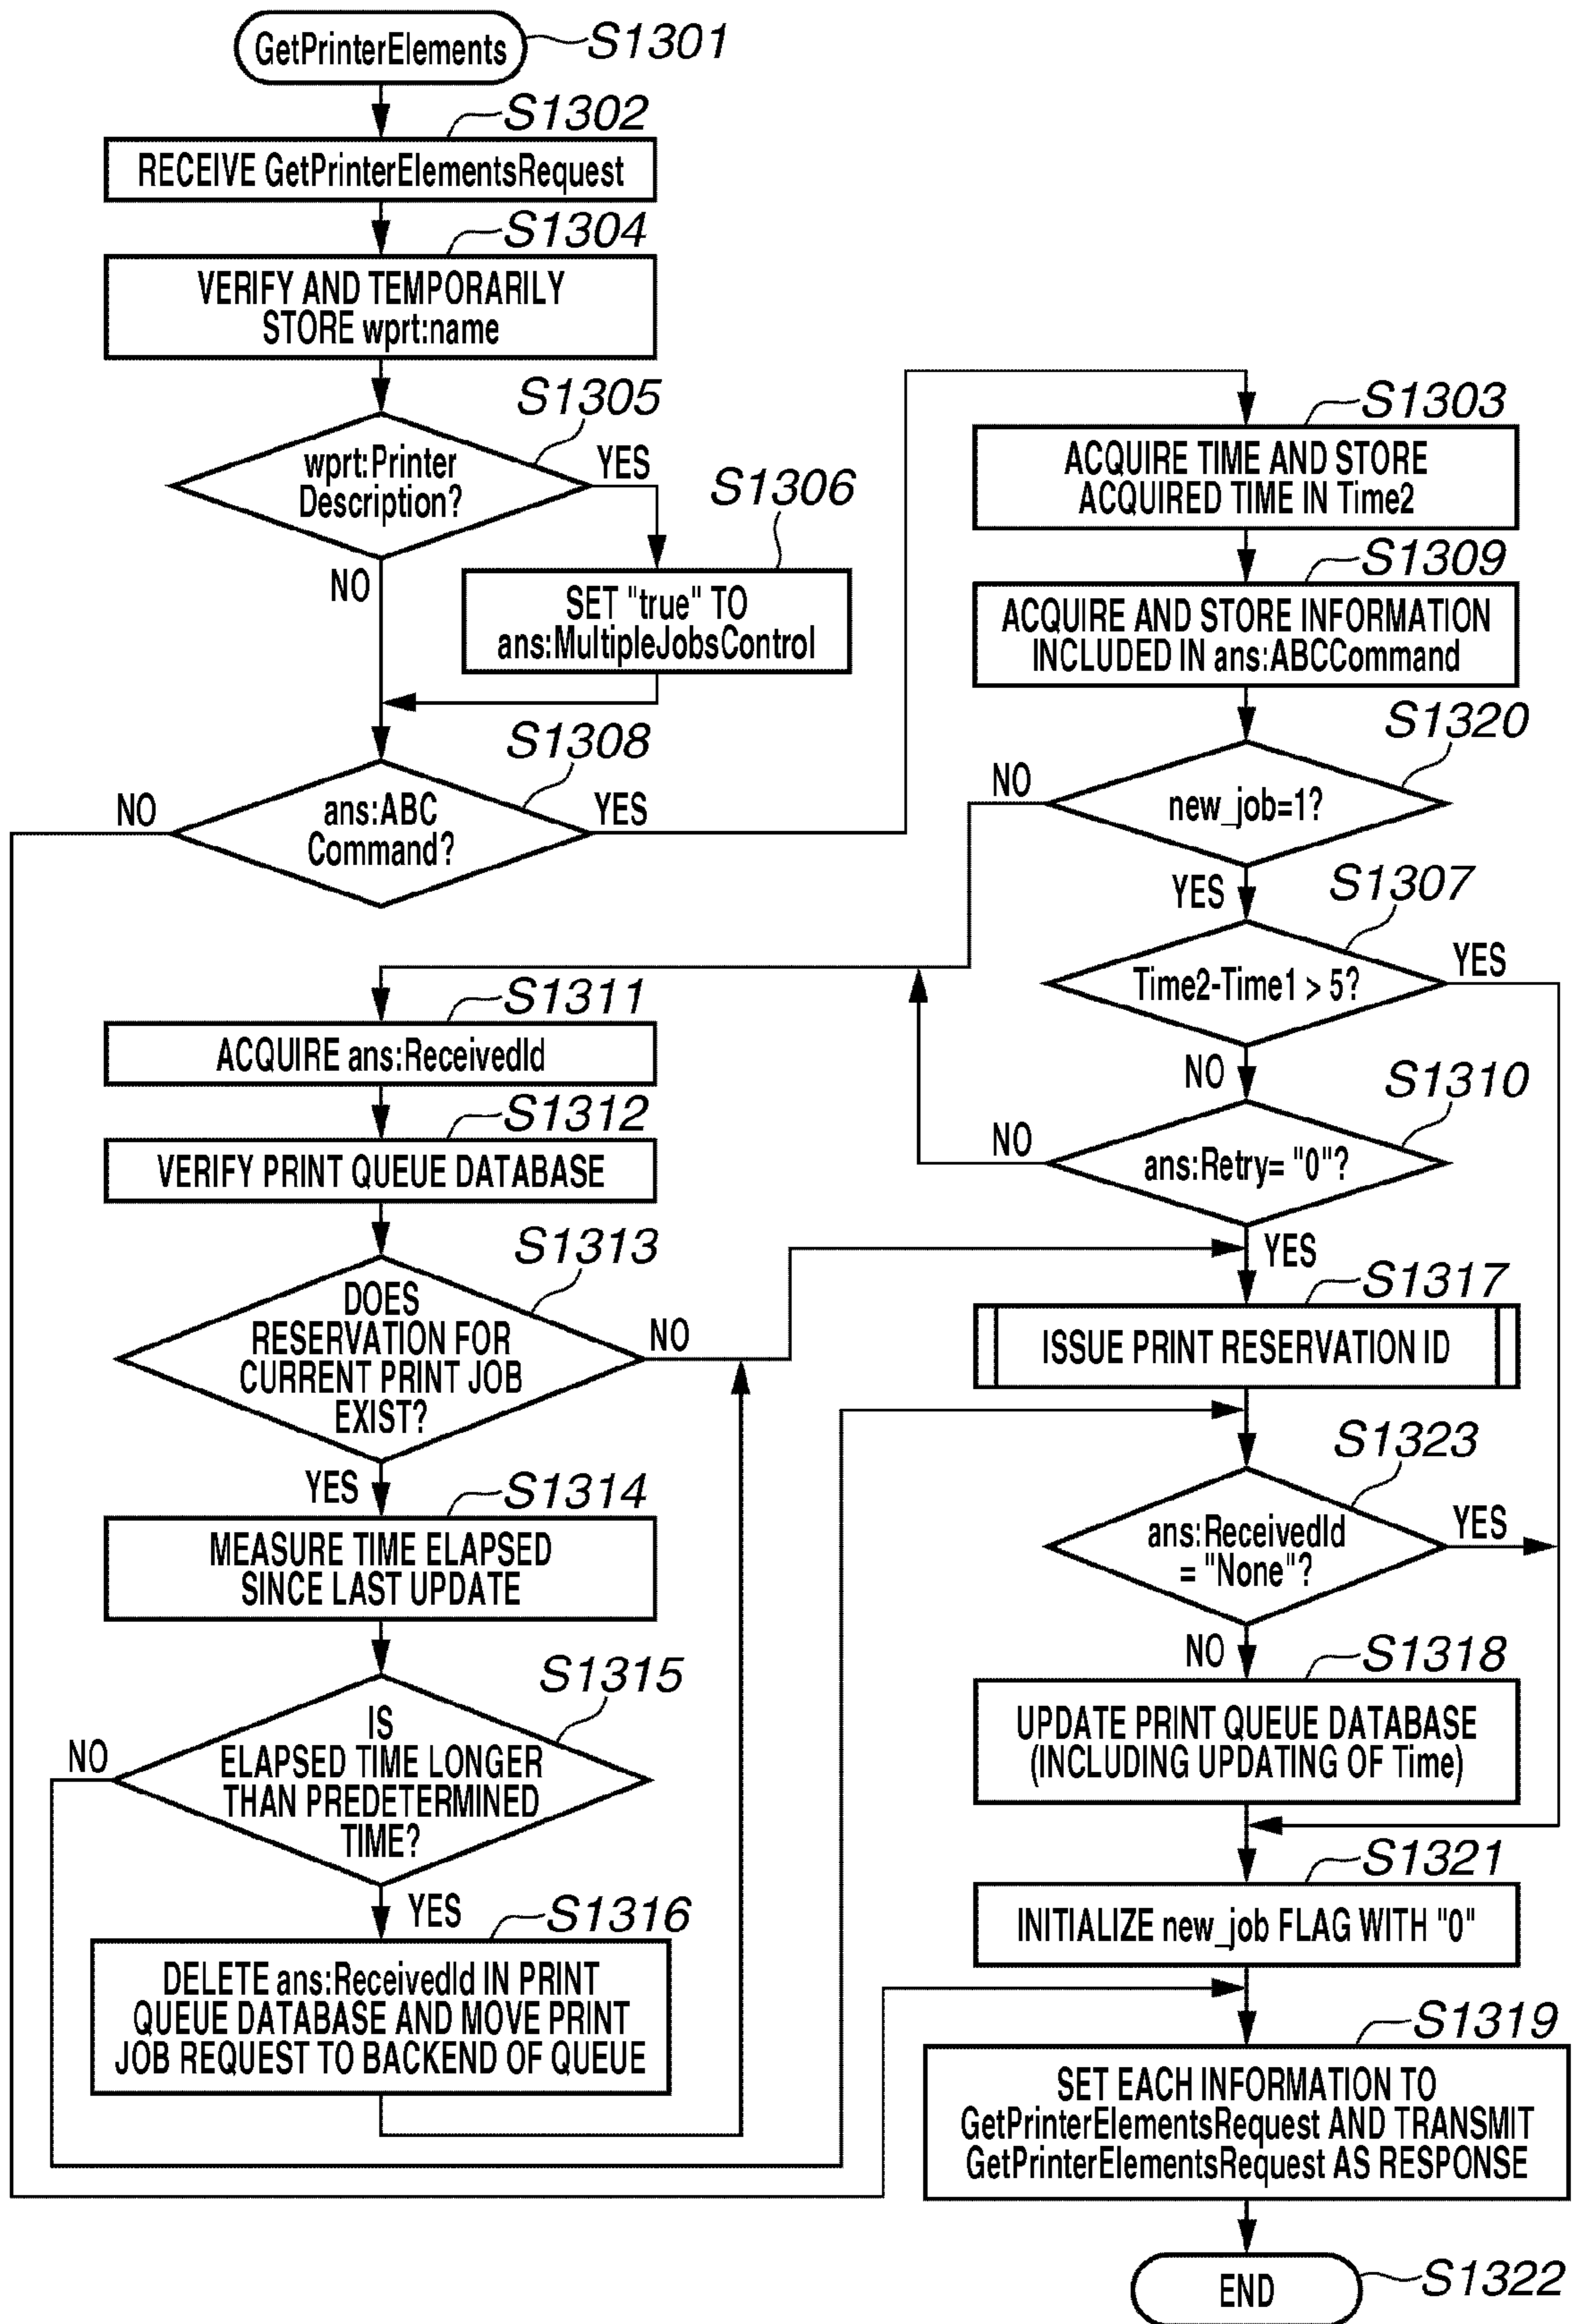 GetPrinterElements
S1301
S1302
RECEIVE GetPrinterElementsRequest
S1304
VERIFY AND TEMPORARILY
STORE wprt:name
S1305
wprt:Printer
Description?
YES
NO
S1306
SET "true" TO
ans:MultipleJobsControl
S1308
ans:ABC
Command?
NO
YES
S1303
ACQUIRE TIME AND STORE
ACQUIRED TIME IN Time2
S1309
ACQUIRE AND STORE INFORMATION
INCLUDED IN ans:ABCCommand
S1320
new_job=1?
NO
YES
S1307
Time2-Time1 > 5?
YES
NO
S1310
ans:Retry= "0"?
NO
YES
S1311
ACQUIRE ans:ReceivedId
S1312
VERIFY PRINT QUEUE DATABASE
S1313
DOES
RESERVATION FOR
CURRENT PRINT JOB
EXIST?
NO
YES
S1314
MEASURE TIME ELAPSED
SINCE LAST UPDATE
S1315
IS
ELAPSED TIME LONGER
THAN PREDETERMINED
TIME?
NO
YES
S1316
DELETE ans:ReceivedId IN PRINT
QUEUE DATABASE AND MOVE PRINT
JOB REQUEST TO BACKEND OF QUEUE
S1317
ISSUE PRINT RESERVATION ID
S1323
ans:ReceivedId
= "None"?
YES
NO
S1318
UPDATE PRINT QUEUE DATABASE
(INCLUDING UPDATING OF Time)
S1321
INITIALIZE new_job FLAG WITH "0"
S1319
SET EACH INFORMATION TO
GetPrinterElementsRequest AND TRANSMIT
GetPrinterElementsRequest AS RESPONSE
END
S1322